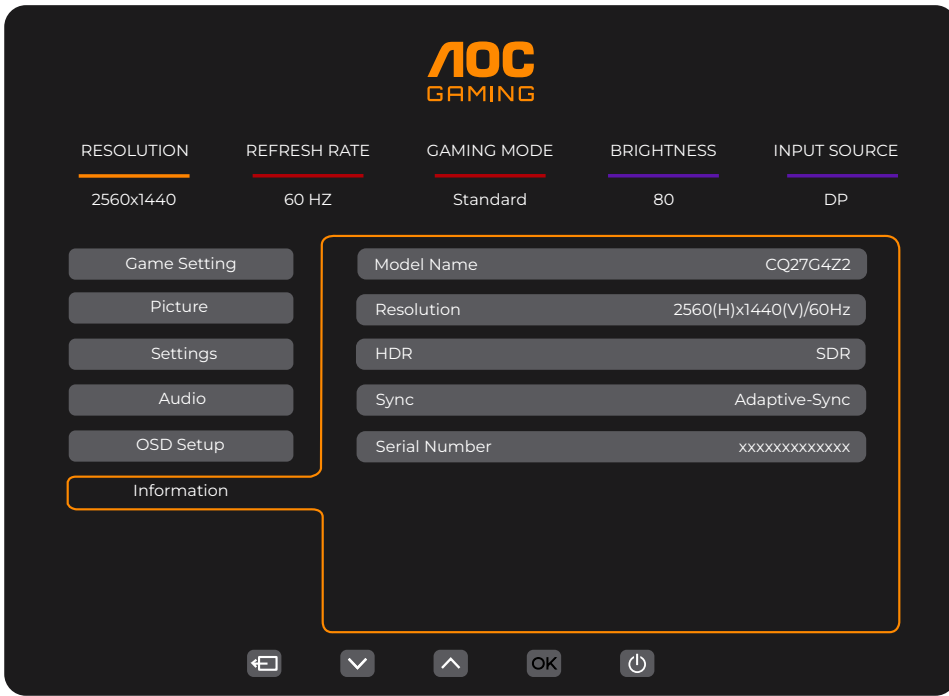 AOC
GAMING
RESOLUTION REFRESH RATE GAMING MODE BRIGHTNESS INPUT SOURCE
2560x1440 60 HZ Standard 80 DP
Game Setting
Picture
Settings
Audio
OSD Setup
Information
Model Name CQ27G4Z2
Resolution 2560(H)x1440(V)/60Hz
HDR SDR
Sync Adaptive-Sync
Serial Number xxxxxxxxxxxxx
OK